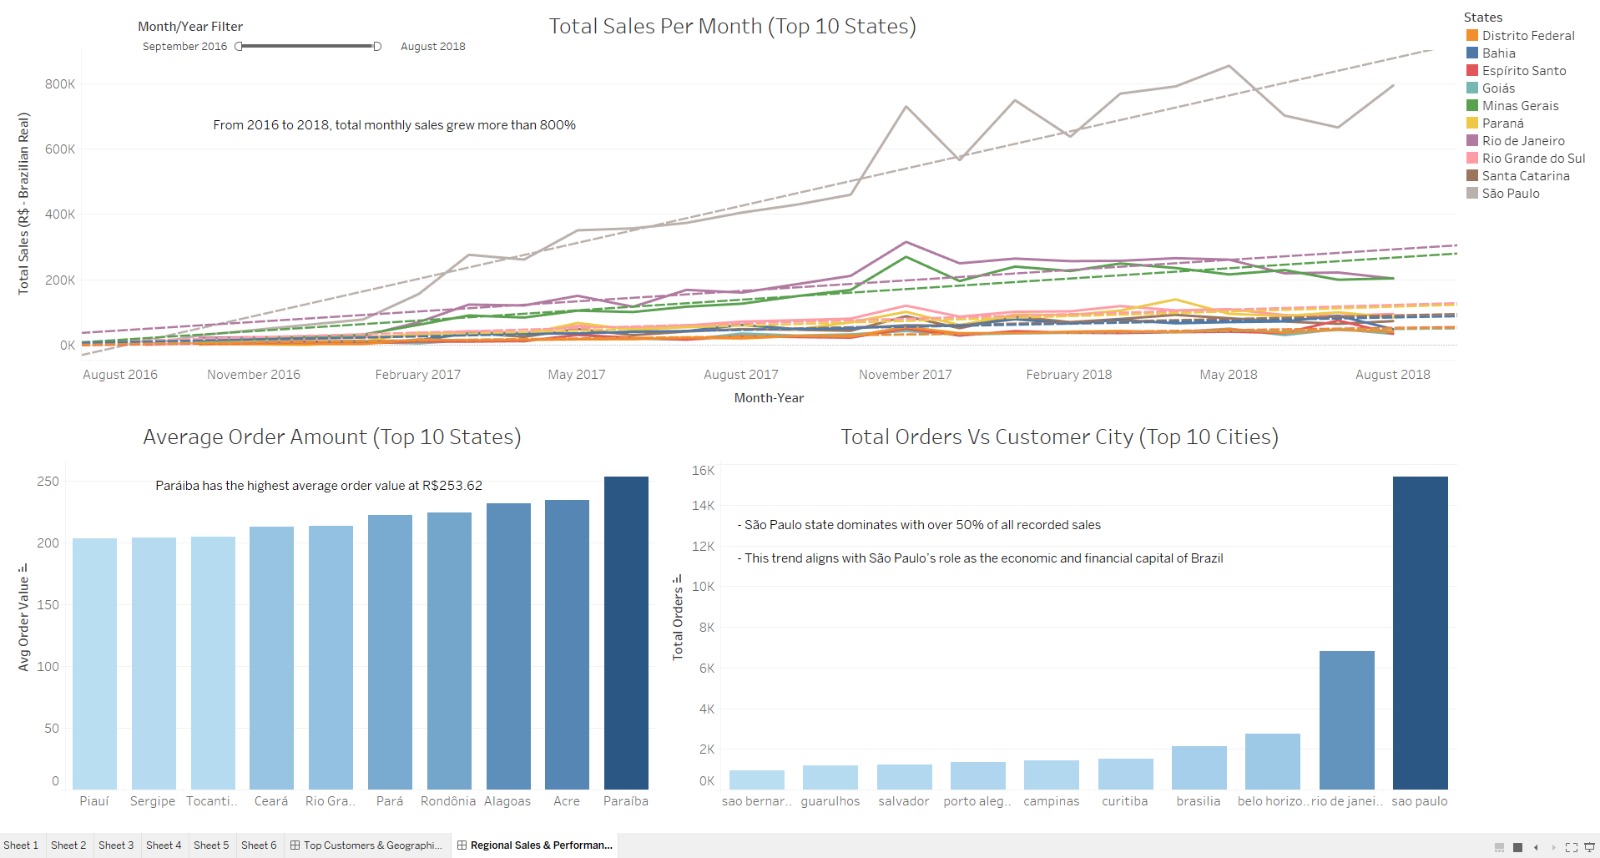 Month/Year Filter
September 2016
August 2018
Total Sales Per Month (Top 10 States)
States
Distrito Federal
Bahia
Espírito Santo
Goiás
Minas Gerais
Paraná
Rio de Janeiro
Rio Grande do Sul
Santa Catarina
São Paulo
From 2016 to 2018, total monthly sales grew more than 800%
Total Sales (R$ - Brazilian Real)
800K
600K
400K
200K
0K
August 2016
November 2016
February 2017
May 2017
August 2017
November 2017
February 2018
May 2018
August 2018
Month-Year
Average Order Amount (Top 10 States)
Paráiba has the highest average order value at R$253.62
Avg Order Value
250
200
150
100
50
0
Piauí
Sergipe
Tocanti..
Ceará
Rio Gra..
Pará
Rondônia
Alagoas
Acre
Paraíba
Total Orders Vs Customer City (Top 10 Cities)
- São Paulo state dominates with over 50% of all recorded sales
- This trend aligns with São Paulo's role as the economic and financial capital of Brazil
Total Orders
16K
14K
12K
10K
8K
6K
4K
2K
0K
sao bernar..
guarulhos
salvador
porto aleg..
campinas
curitiba
brasilia
belo horizo..
rio de janei..
sao paulo
Sheet 1
Sheet 2
Sheet 3
Sheet 4
Sheet 5
Sheet 6
Top Customers & Geographi...
Regional Sales & Performan...